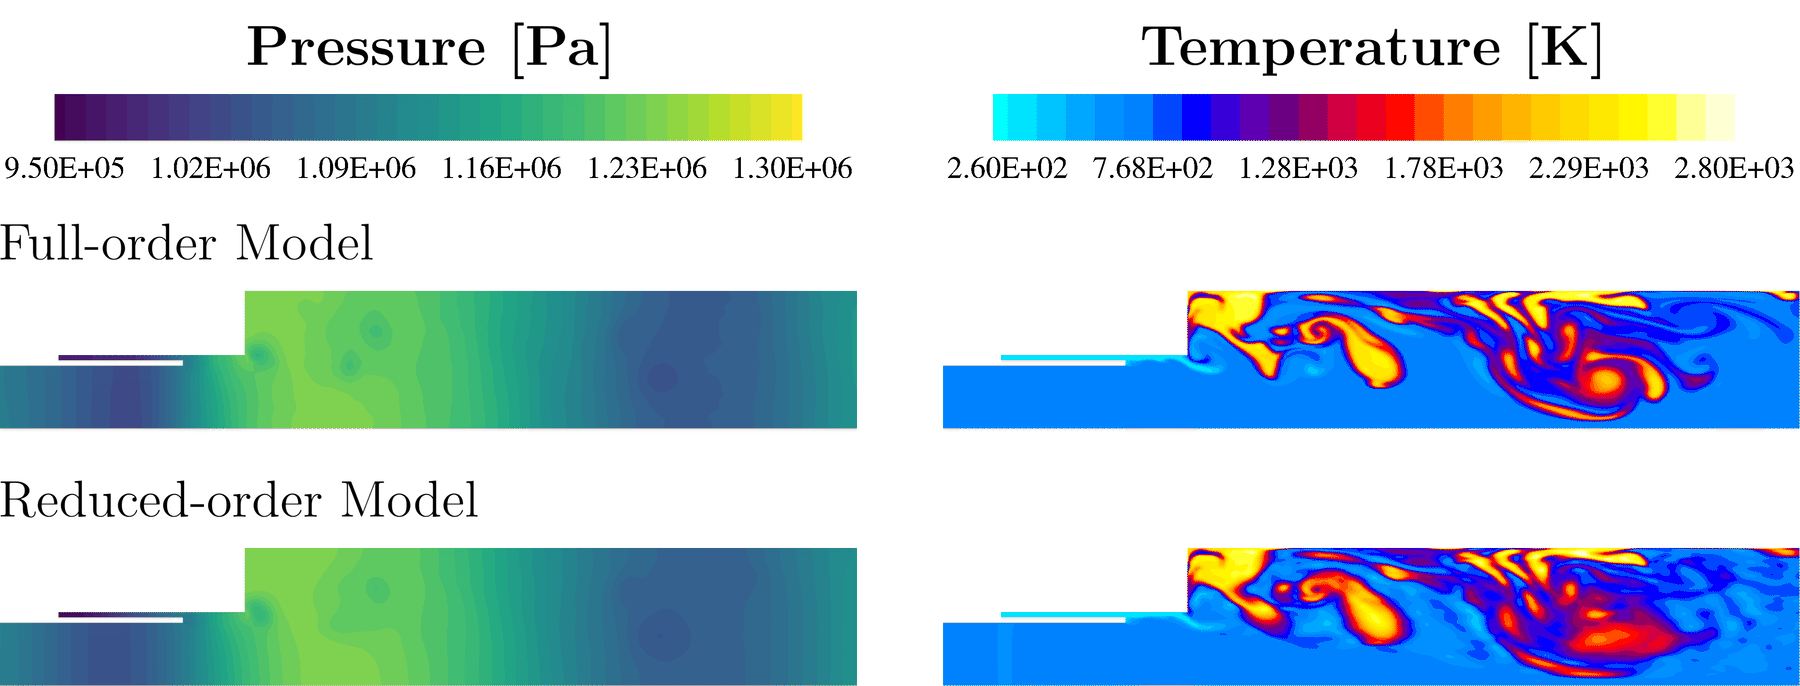 Pressure [Pa]
Temperature [K]
9.50E+05 1.02E+06 1.09E+06 1.16E+06 1.23E+06 1.30E+06
2.60E+02 7.68E+02 1.28E+03 1.78E+03 2.29E+03 2.80E+03
Full-order Model
Reduced-order Model